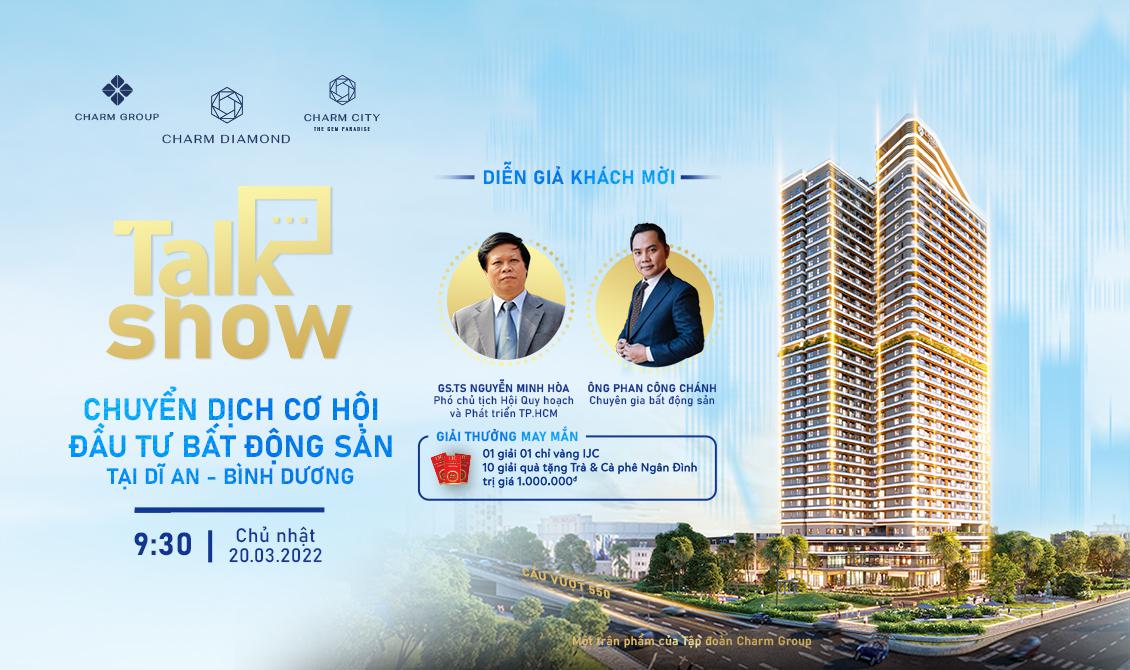 CHARM GROUP
CHARM DIAMOND
CHARM CITY
THE GEM PARADISE
Talk
show
CHUYỂN DỊCH CƠ HỘI
ĐẦU TƯ BẤT ĐỘNG SẢN
TẠI DĨ AN - BÌNH DƯƠNG
9:30 | Chủ nhật
20.03.2022
DIỄN GIẢ KHÁCH MỜI
GS.TS NGUYỄN MINH HÒA
Phó chủ tịch Hội Quy hoạch
và Phát triển TP.HCM
ÔNG PHAN CÔNG CHÁNH
Chuyên gia bất động sản
GIẢI THƯỞNG MAY MẮN
01 giải 01 chỉ vàng IJC
10 giải quà tặng Trà & Cà phê Ngân Đình
trị giá 1.000.000đ
CẦU VƯỢT 550
Một trân phẩm của Tập đoàn Charm Group